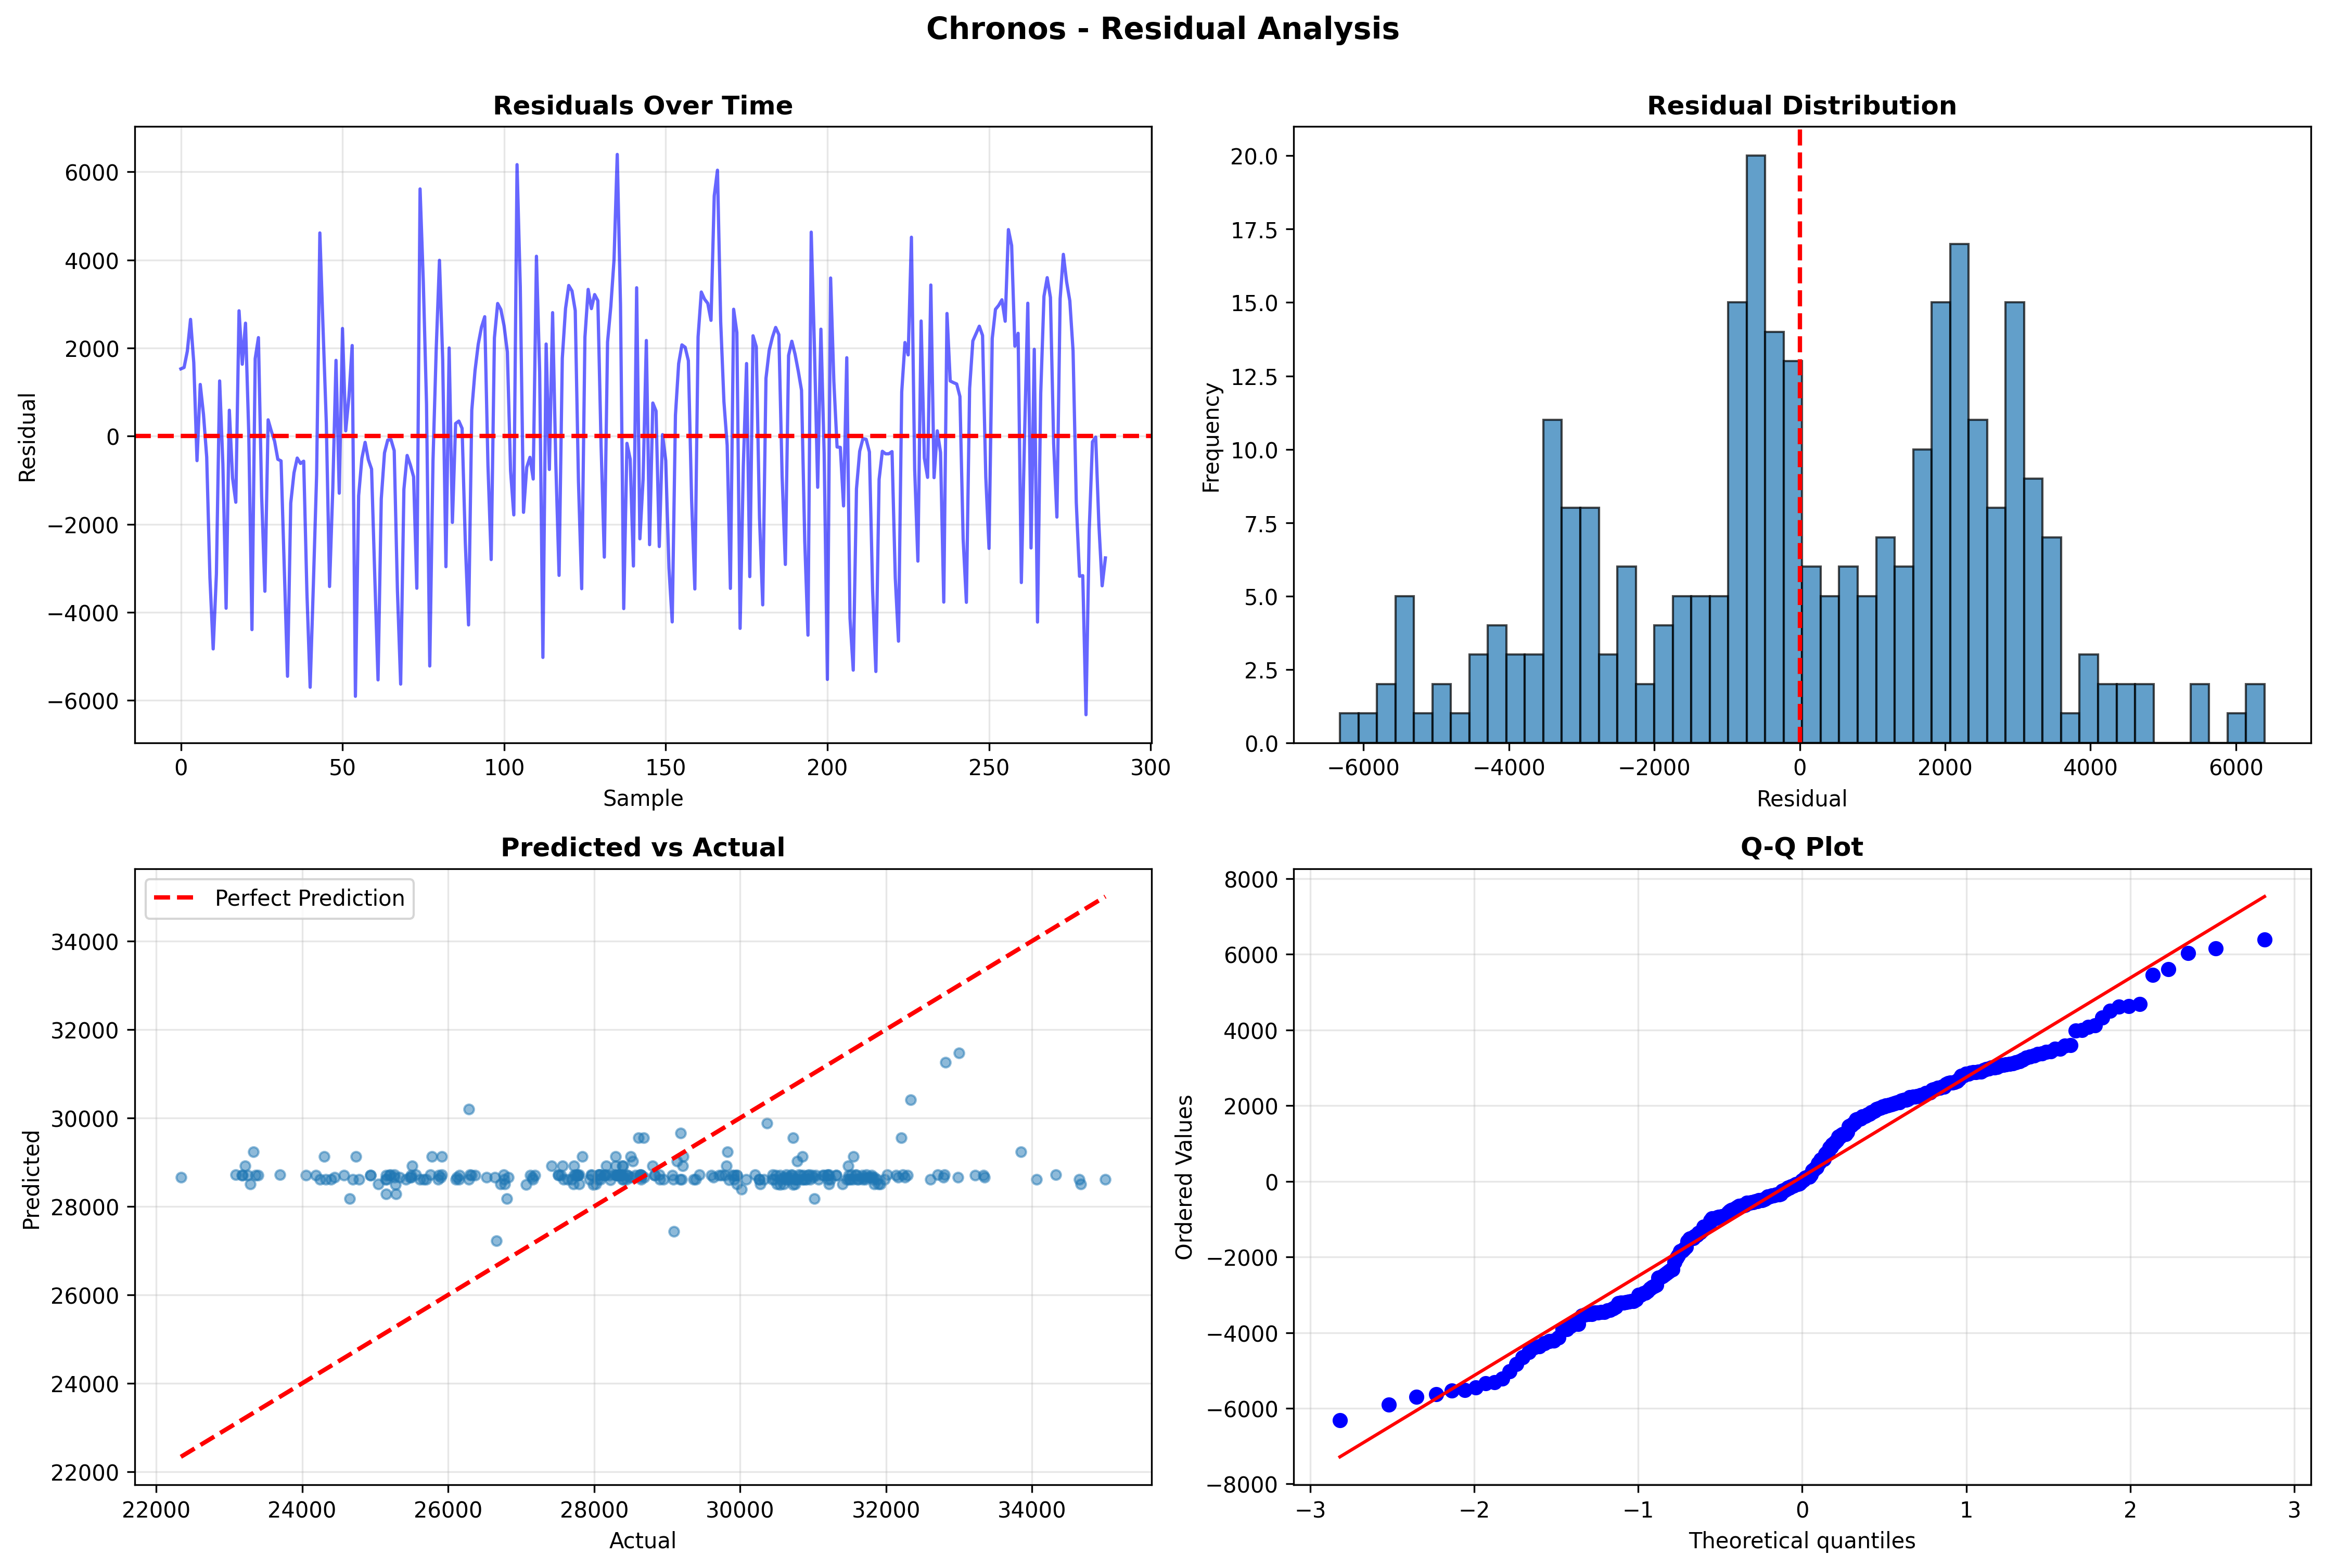 Chronos - Residual Analysis
Residuals Over Time
6000
4000
2000
0
−2000
−4000
−6000
Residual
0 50 100 150 200 250 300
Sample
Residual Distribution
20.0
17.5
15.0
12.5
10.0
7.5
5.0
2.5
0.0
Frequency
−6000 −4000 −2000 0 2000 4000 6000
Residual
Predicted vs Actual
Perfect Prediction
34000
32000
30000
28000
26000
24000
22000
Predicted
22000 24000 26000 28000 30000 32000 34000
Actual
Q-Q Plot
8000
6000
4000
2000
0
−2000
−4000
−6000
−8000
Ordered Values
−3 −2 −1 0 1 2 3
Theoretical quantiles